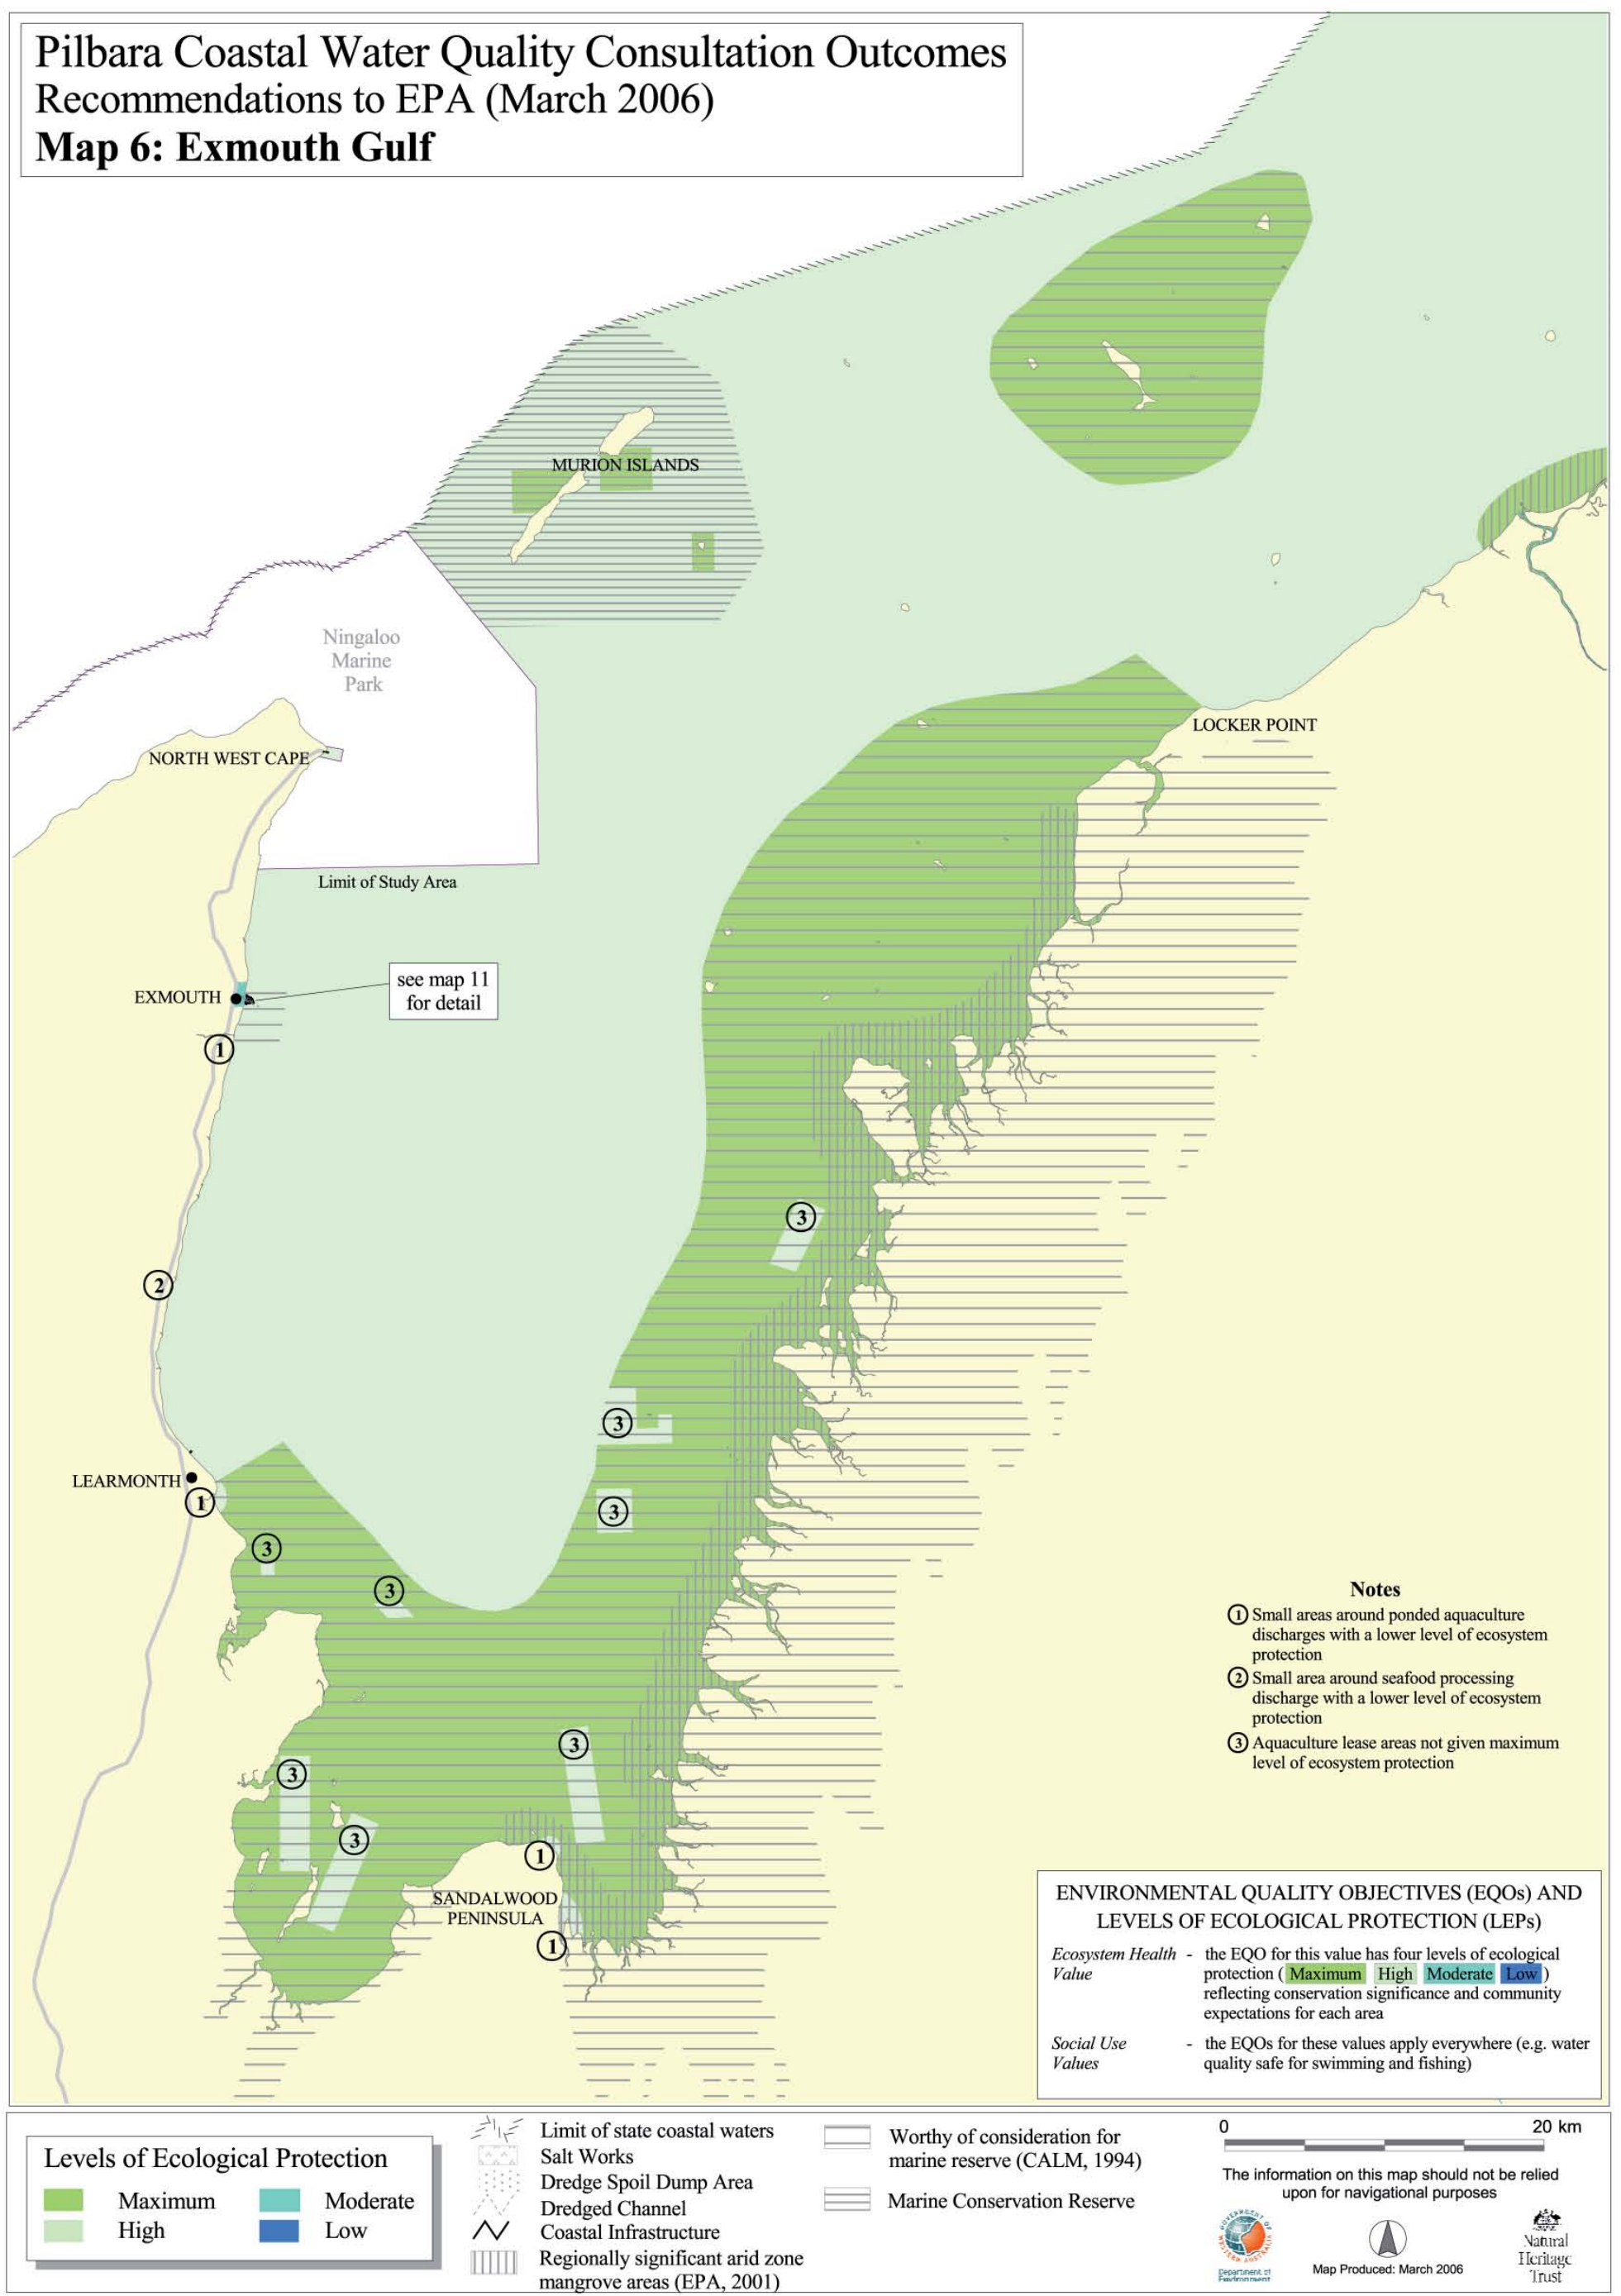 Pilbara Coastal Water Quality Consultation Outcomes
Recommendations to EPA (March 2006)
Map 6: Exmouth Gulf
MURION ISLANDS
Ningaloo
Marine
Park
NORTH WEST CAPE
LOCKER POINT
Limit of Study Area
see map 11
for detail
EXMOUTH
1
2
3
3
LEARMONTH
1
3
3
3
3
3
3
1
SANDALWOOD
PENINSULA
1
Notes
1 Small areas around ponded aquaculture
discharges with a lower level of ecosystem
protection
2 Small area around seafood processing
discharge with a lower level of ecosystem
protection
3 Aquaculture lease areas not given maximum
level of ecosystem protection
ENVIRONMENTAL QUALITY OBJECTIVES (EQOs) AND
LEVELS OF ECOLOGICAL PROTECTION (LEPs)
Ecosystem Health - the EQO for this value has four levels of ecological
Value protection ( Maximum High Moderate Low )
reflecting conservation significance and community
expectations for each area
Social Use - the EQOs for these values apply everywhere (e.g. water
Values quality safe for swimming and fishing)
Levels of Ecological Protection
Maximum Moderate
High Low
Limit of state coastal waters
Salt Works
Dredge Spoil Dump Area
Dredged Channel
Coastal Infrastructure
Regionally significant arid zone
mangrove areas (EPA, 2001)
Worthy of consideration for
marine reserve (CALM, 1994)
Marine Conservation Reserve
0 20 km
The information on this map should not be relied
upon for navigational purposes
GOVERNMENT OF
WESTERN AUSTRALIA
Department of
Environment
Map Produced: March 2006
Natural
Heritage
Trust